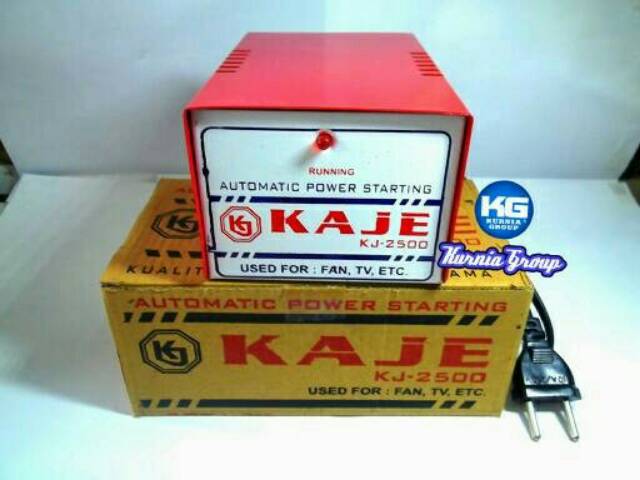 RUNNING
AUTOMATIC POWER STARTING
KJ KAJE
KJ-2500
USED FOR : FAN, TV, ETC.
KG
KURNIA
GROUP
Kurnia Group
AUTOMATIC POWER STARTING
KJ KAJE
KJ-2500
USED FOR : FAN, TV, ETC.